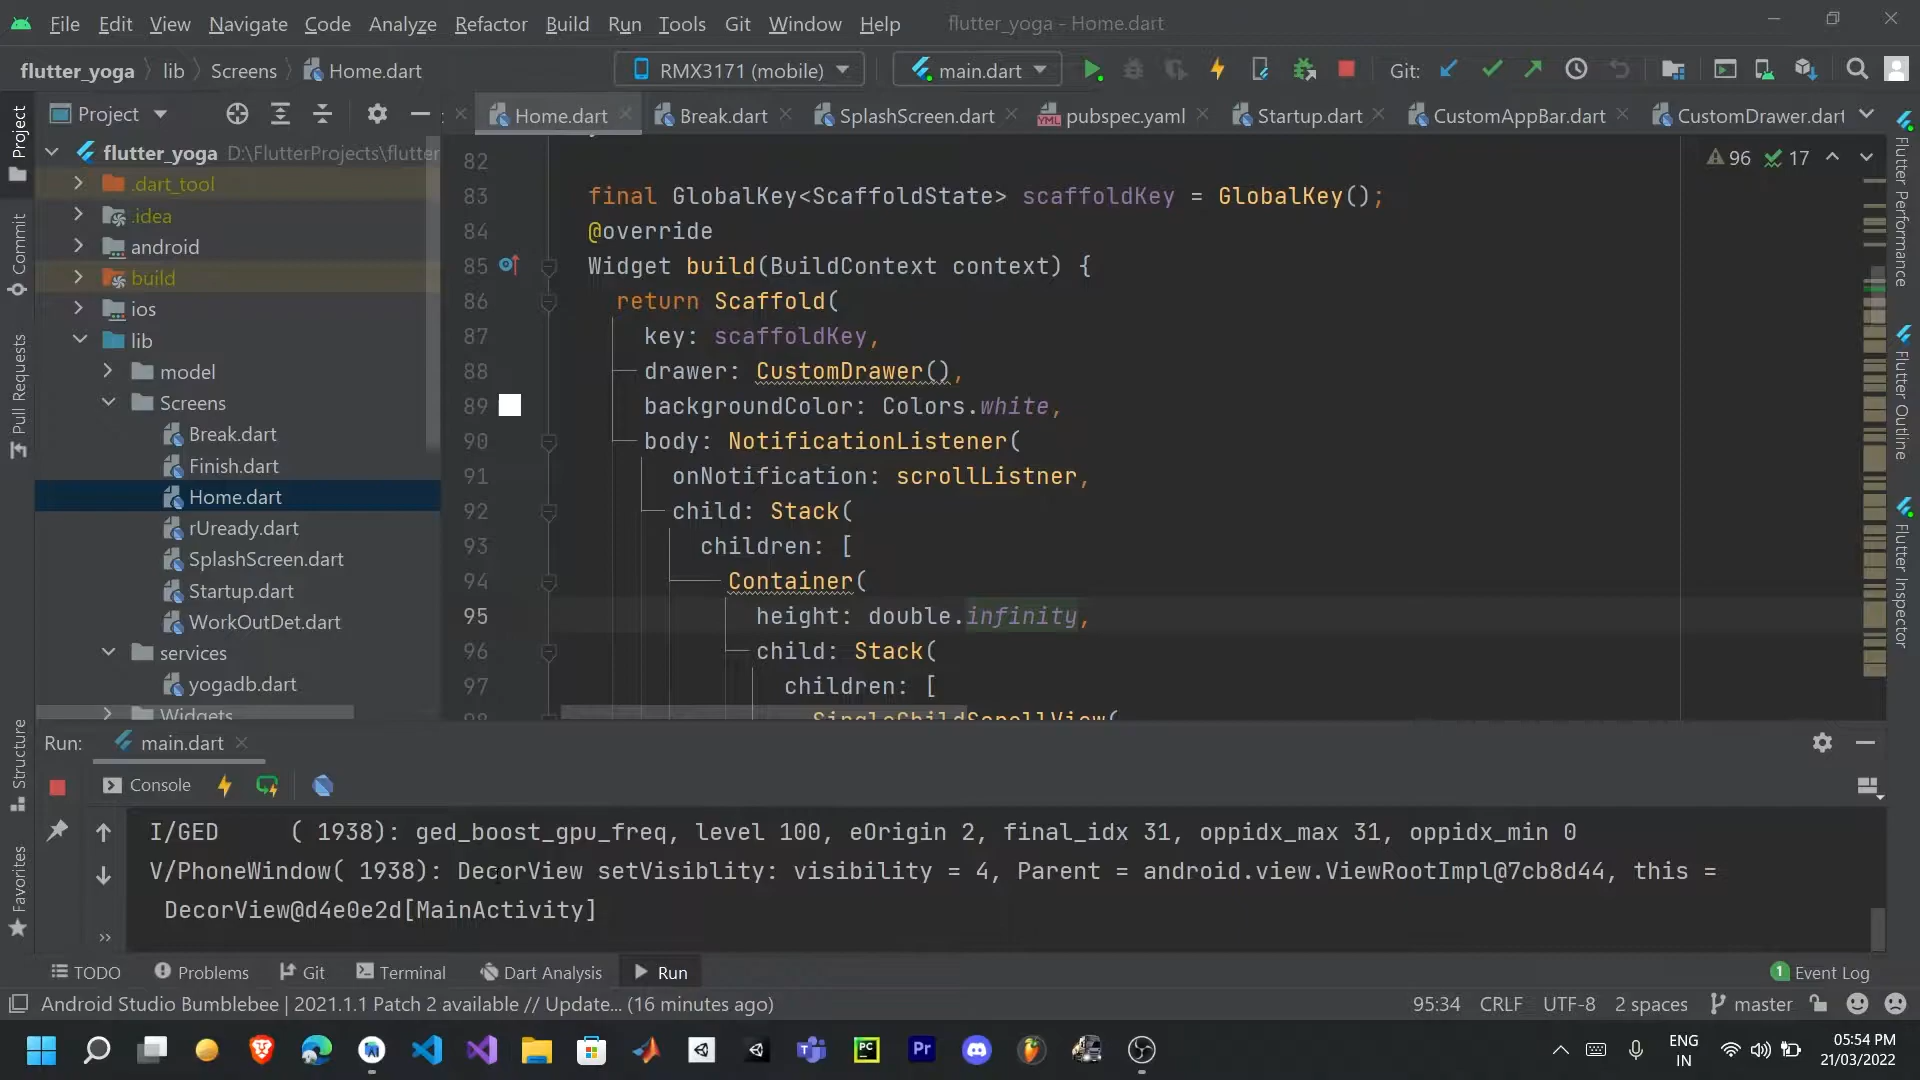 File Edit View Navigate Code Analyze Refactor Build Run Tools Git Window Help flutter_yoga - Home.dart
flutter_yoga lib Screens Home.dart RMX3171 (mobile) main.dart Git:
Project Home.dart Break.dart SplashScreen.dart pubspec.yaml Startup.dart CustomAppBar.dart CustomDrawer.dart
flutter_yoga D:\FlutterProjects\flutter
.dart_tool
.idea
android
build
ios
lib
model
Screens
Break.dart
Finish.dart
Home.dart
rUready.dart
SplashScreen.dart
Startup.dart
WorkOutDet.dart
services
yogadb.dart
Widgets
96 17
82
83 final GlobalKey<ScaffoldState> scaffoldKey = GlobalKey();
84 @override
85 Widget build(BuildContext context) {
86 return Scaffold(
87 key: scaffoldKey,
88 drawer: CustomDrawer(),
89 backgroundColor: Colors.white,
90 body: NotificationListener(
91 onNotification: scrollListner,
92 child: Stack(
93 children: [
94 Container(
95 height: double.infinity,
96 child: Stack(
97 children: [
98 SingleChildScrollView(
Project
Commit
Pull Requests
Structure
Favorites
Flutter Performance
Flutter Outline
Flutter Inspector
Run: main.dart
Console
I/GED ( 1938): ged_boost_gpu_freq, level 100, eOrigin 2, final_idx 31, oppidx_max 31, oppidx_min 0
V/PhoneWindow( 1938): DecorView setVisiblity: visibility = 4, Parent = android.view.ViewRootImpl@7cb8d44, this =
DecorView@d4e0e2d[MainActivity]
TODO Problems Git Terminal Dart Analysis Run 1 Event Log
Android Studio Bumblebee | 2021.1.1 Patch 2 available // Update... (16 minutes ago) 95:34 CRLF UTF-8 2 spaces master
ENG
IN
05:54 PM
21/03/2022